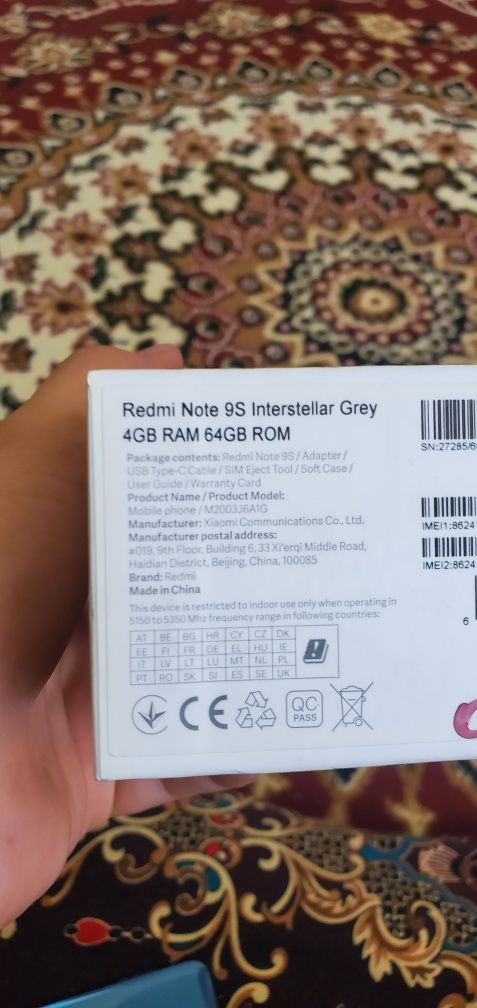 Redmi Note 9S Interstellar Grey
4GB RAM 64GB ROM
Package contents: Redmi Note 9S / Adapter /
USB Type-C Cable / SIM Eject Tool / Soft Case /
User Guide / Warranty Card
Product Name / Product Model:
Mobile phone / M2003J6A1G
Manufacturer: Xiaomi Communications Co., Ltd.
Manufacturer postal address:
#019, 9th Floor, Building 6, 33 Xi'erqi Middle Road,
Haidian District, Beijing, China, 100085
Brand: Redmi
Made in China
This device is restricted to indoor use only when operating in
5150 to 5350 Mhz frequency range in following countries:
AT BE BG HR CY CZ DK
EE FI FR DE EL HU IE
IT LV LT LU MT NL PL
PT RO SK SI ES SE UK
CE
QC
PASS
SN:27285/6
IMEI1:8624
IMEI2:8624
6